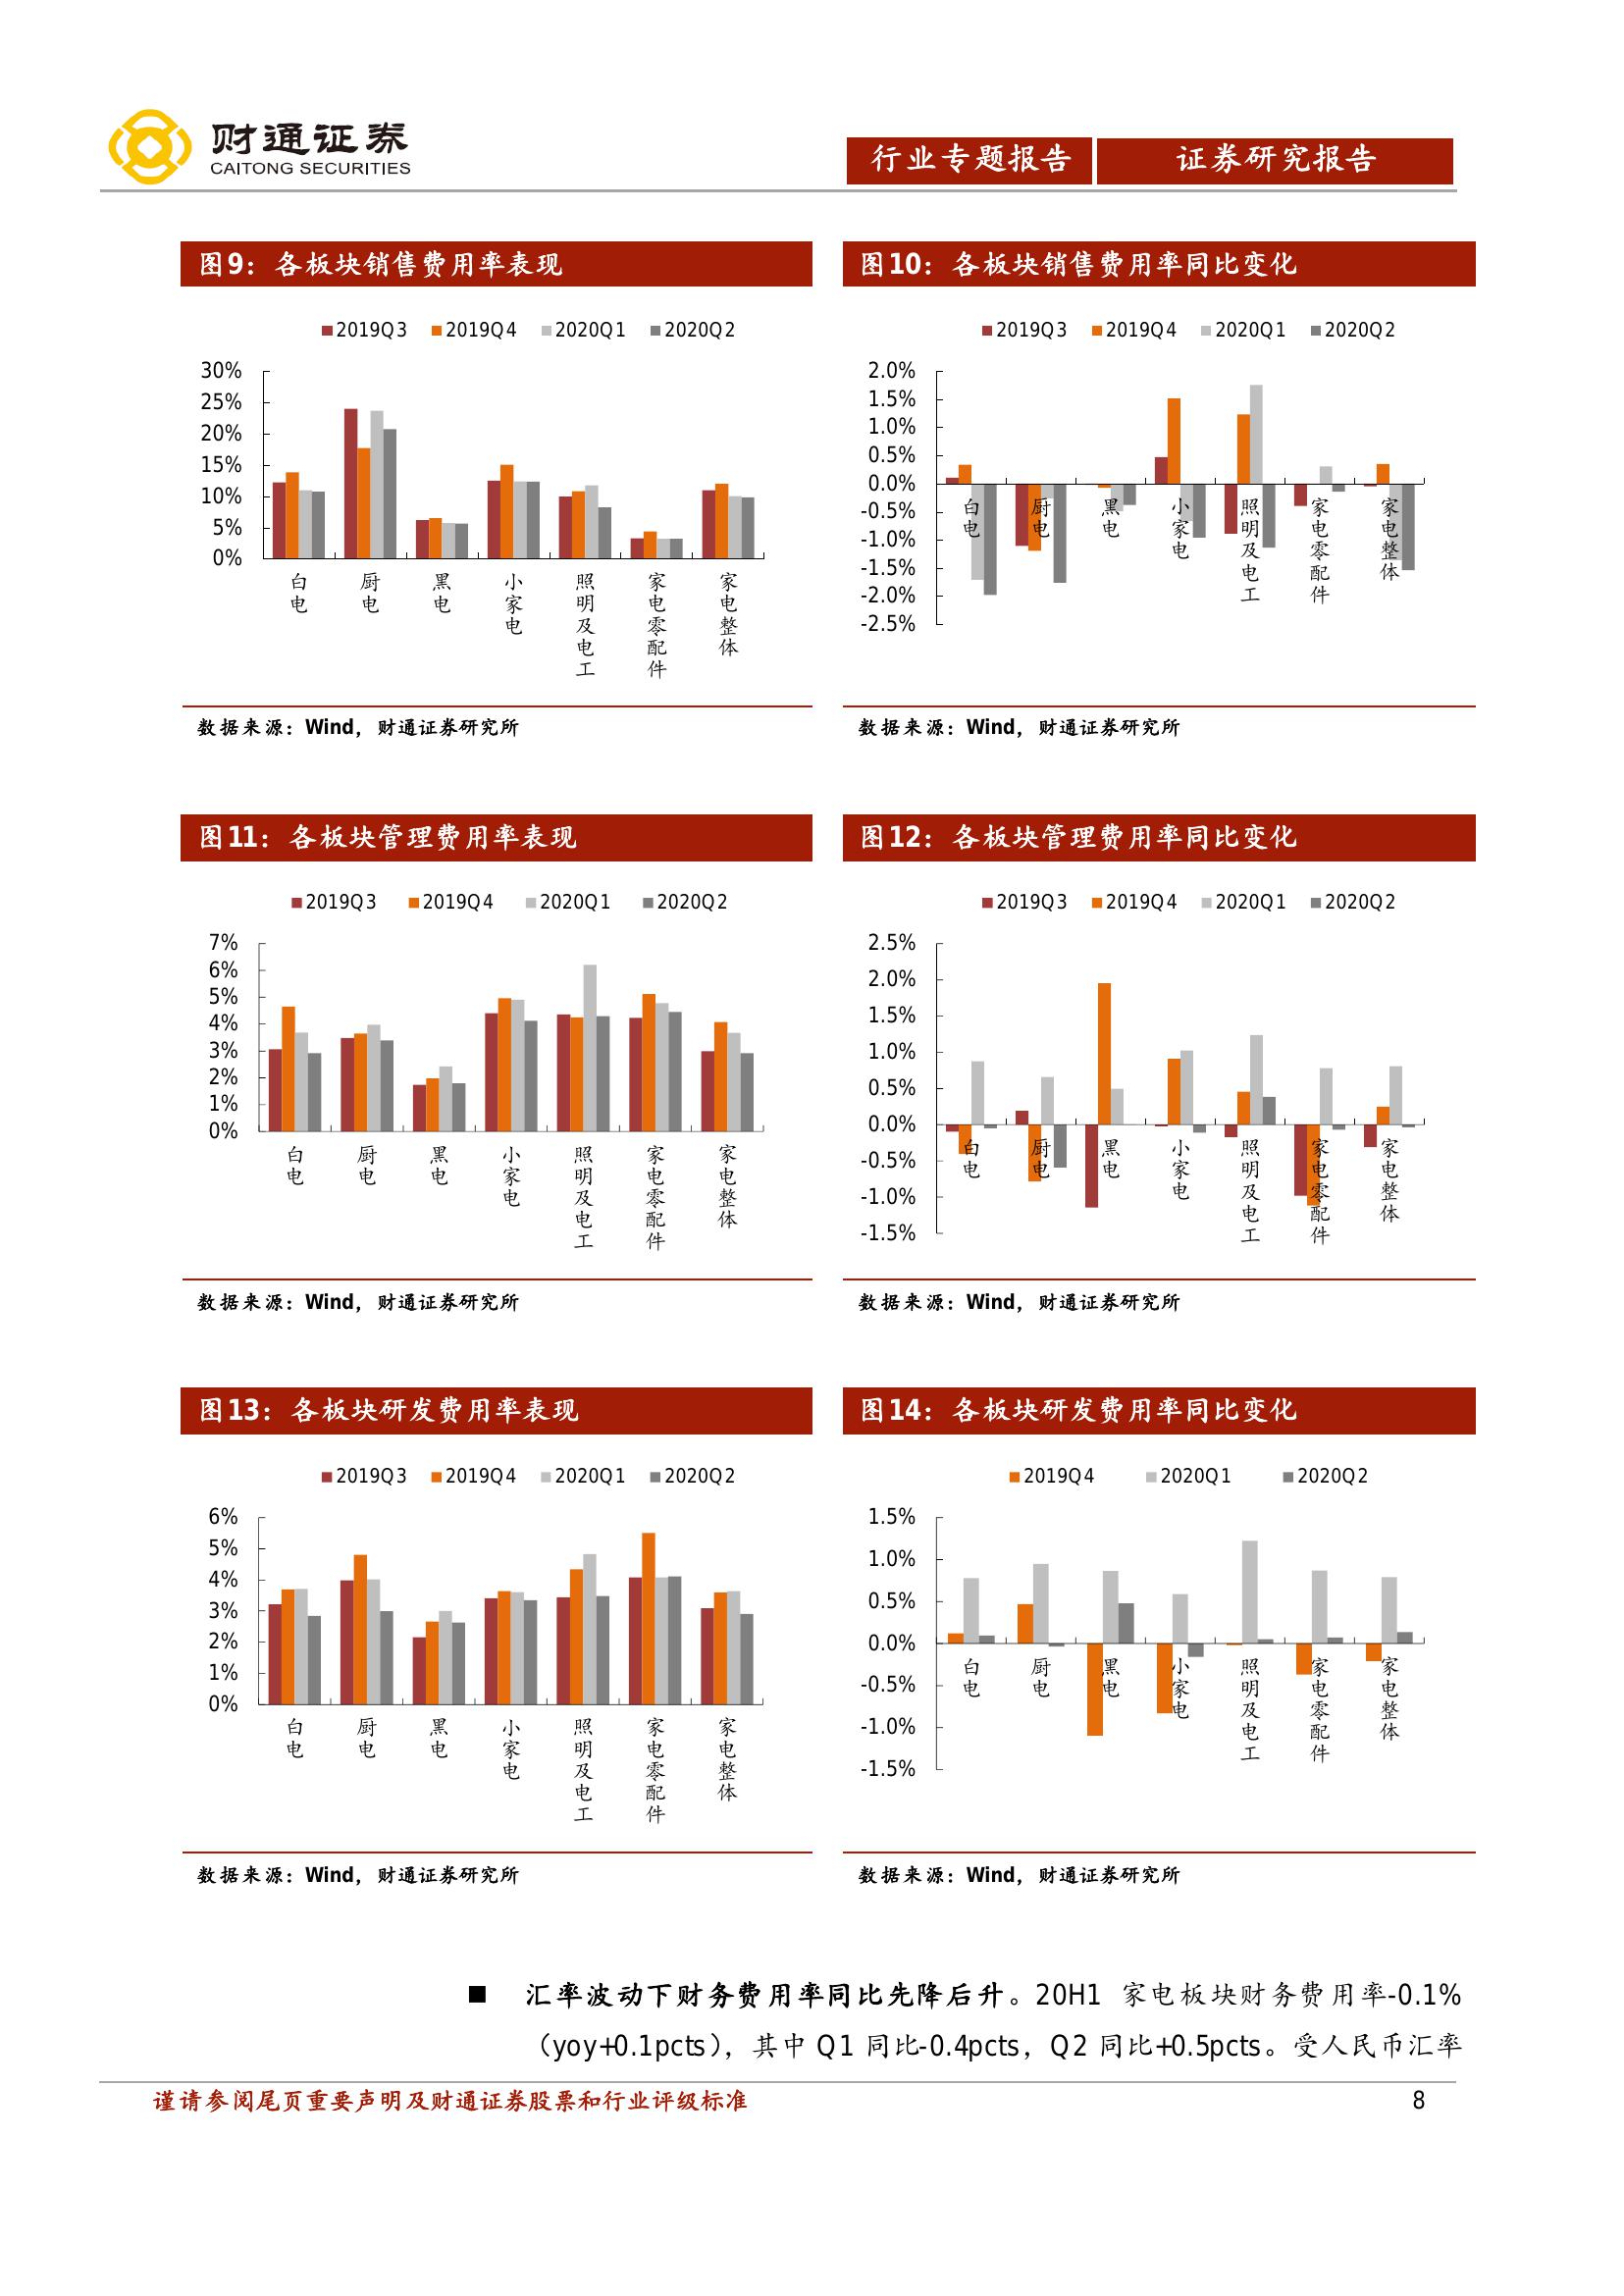 财通证券
CAITONG SECURITIES
行业专题报告 证券研究报告
图9：各板块销售费用率表现
2019Q3 2019Q4 2020Q1 2020Q2
30%
25%
20%
15%
10%
5%
0%
白电 厨电 黑电 小家电 照明及电工 家电零配件 家电整体
数据来源：Wind，财通证券研究所
图10：各板块销售费用率同比变化
2019Q3 2019Q4 2020Q1 2020Q2
2.0%
1.5%
1.0%
0.5%
0.0%
-0.5%
-1.0%
-1.5%
-2.0%
-2.5%
白电 厨电 黑电 小家电 照明及电工 家电零配件 家电整体
数据来源：Wind，财通证券研究所
图11：各板块管理费用率表现
2019Q3 2019Q4 2020Q1 2020Q2
7%
6%
5%
4%
3%
2%
1%
0%
白电 厨电 黑电 小家电 照明及电工 家电零配件 家电整体
数据来源：Wind，财通证券研究所
图12：各板块管理费用率同比变化
2019Q3 2019Q4 2020Q1 2020Q2
2.5%
2.0%
1.5%
1.0%
0.5%
0.0%
-0.5%
-1.0%
-1.5%
白电 厨电 黑电 小家电 照明及电工 家电零配件 家电整体
数据来源：Wind，财通证券研究所
图13：各板块研发费用率表现
2019Q3 2019Q4 2020Q1 2020Q2
6%
5%
4%
3%
2%
1%
0%
白电 厨电 黑电 小家电 照明及电工 家电零配件 家电整体
数据来源：Wind，财通证券研究所
图14：各板块研发费用率同比变化
2019Q4 2020Q1 2020Q2
1.5%
1.0%
0.5%
0.0%
-0.5%
-1.0%
-1.5%
白电 厨电 黑电 小家电 照明及电工 家电零配件 家电整体
数据来源：Wind，财通证券研究所
■ 汇率波动下财务费用率同比先降后升。20H1 家电板块财务费用率-0.1%
（yoy+0.1pcts），其中 Q1 同比-0.4pcts，Q2 同比+0.5pcts。受人民币汇率
谨请参阅尾页重要声明及财通证券股票和行业评级标准 8